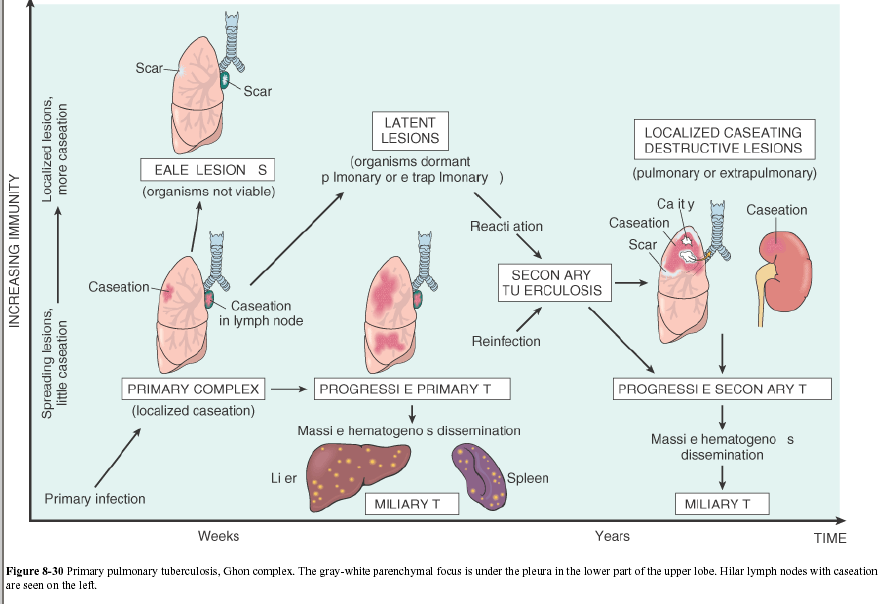 Scar
Scar
EALE LESION S
(organisms not viable)
LATENT
LESIONS
(organisms dormant
p lmonary or e trap lmonary )
LOCALIZED CASEATING
DESTRUCTIVE LESIONS
(pulmonary or extrapulmonary)
Ca it y
Caseation
Scar
Caseation
Reacti ation
SECON ARY
TU ERCULOSIS
Reinfection
Caseation
Caseation
in lymph node
PRIMARY COMPLEX
(localized caseation)
PROGRESSI E PRIMARY T
PROGRESSI E SECON ARY T
Massi e hematogeno s dissemination
Li er
Spleen
MILIARY T
Massi e hematogeno s
dissemination
MILIARY T
Primary infection
INCREASING IMMUNITY
Localized lesions,
more caseation
Spreading lesions,
little caseation
Weeks
Years
TIME
Figure 8-30 Primary pulmonary tuberculosis, Ghon complex. The gray-white parenchymal focus is under the pleura in the lower part of the upper lobe. Hilar lymph nodes with caseation
are seen on the left.